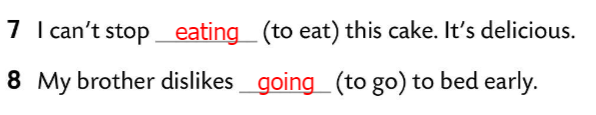 7 I can't stop eating (to eat) this cake. It's delicious.
8 My brother dislikes going (to go) to bed early.